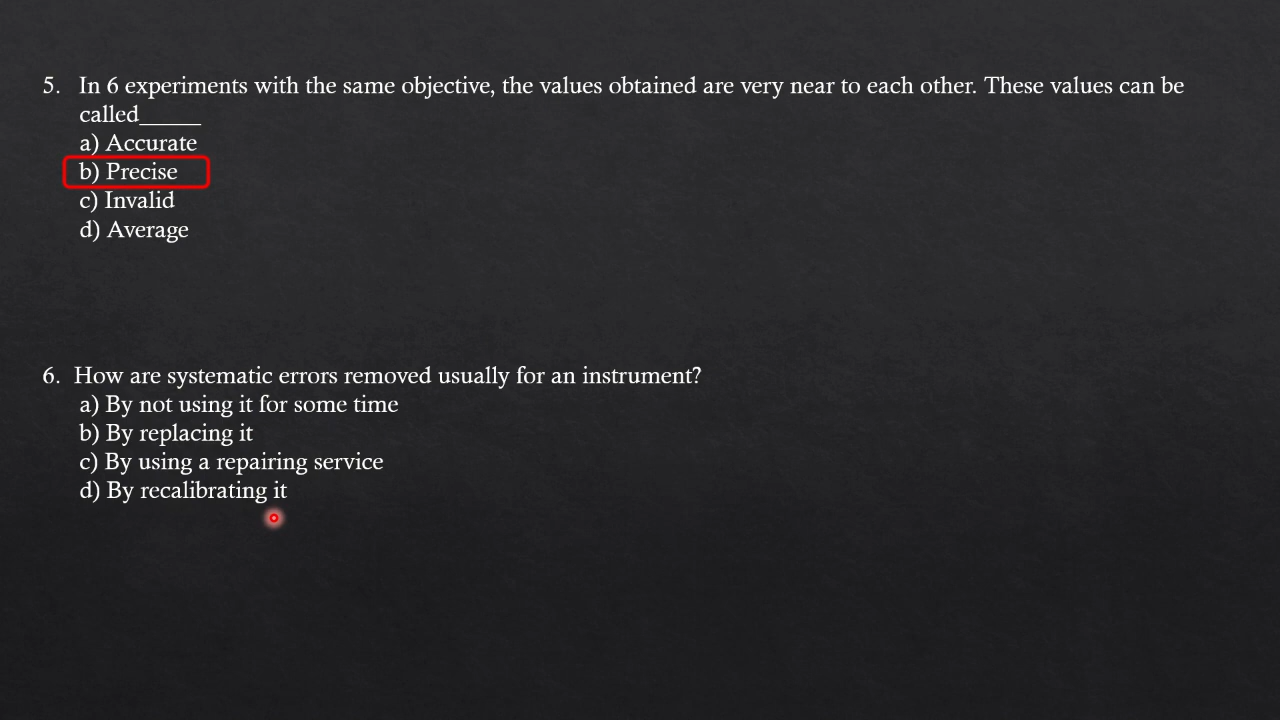 5. In 6 experiments with the same objective, the values obtained are very near to each other. These values can be
called_____
a) Accurate
b) Precise
c) Invalid
d) Average
6. How are systematic errors removed usually for an instrument?
a) By not using it for some time
b) By replacing it
c) By using a repairing service
d) By recalibrating it